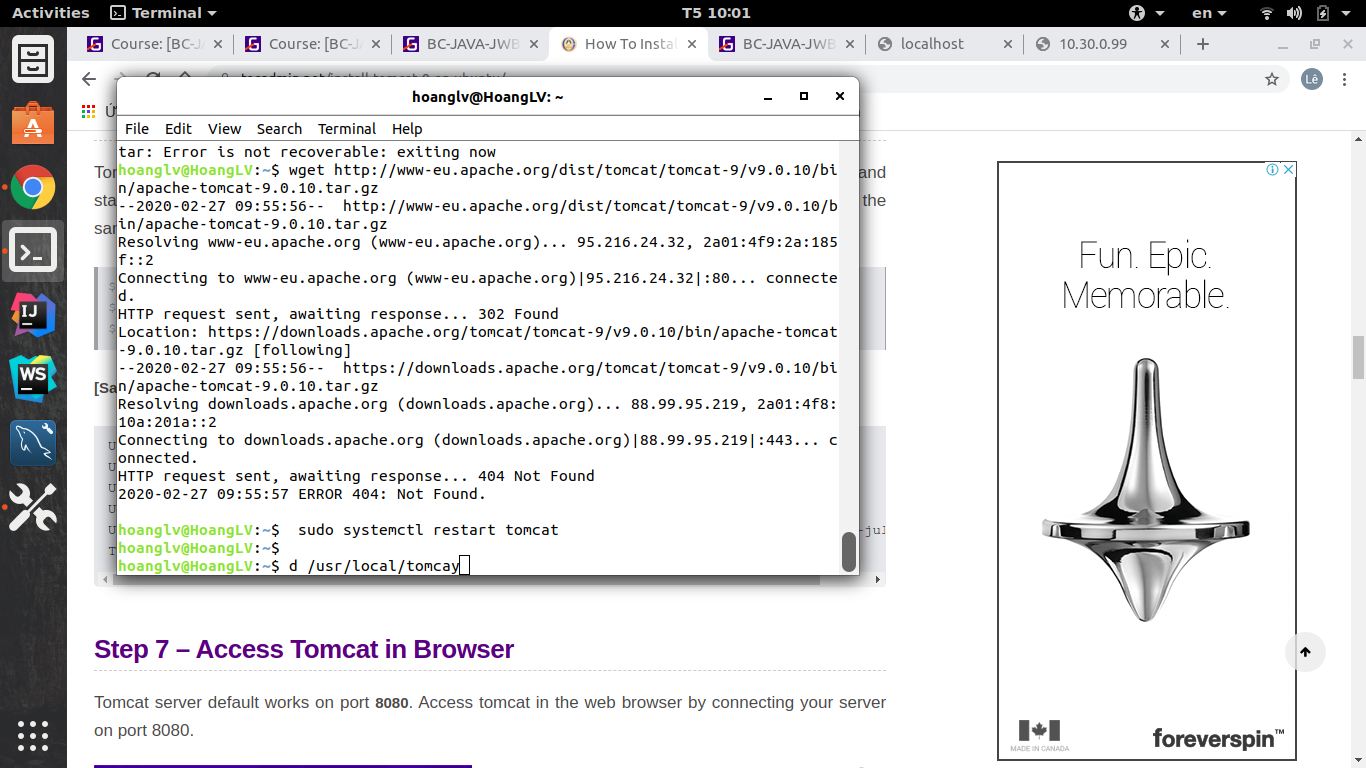 Activities
Terminal
T5 10:01
en
Course: [BC-J
Course: [BC-J
BC-JAVA-JWB
How To Instal
BC-JAVA-JWB
localhost
10.30.0.99
Lê
hoanglv@HoangLV: ~
File Edit View Search Terminal Help
tar: Error is not recoverable: exiting now
hoanglv@HoangLV:~$ wget http://www-eu.apache.org/dist/tomcat/tomcat-9/v9.0.10/bi
n/apache-tomcat-9.0.10.tar.gz
--2020-02-27 09:55:56--  http://www-eu.apache.org/dist/tomcat/tomcat-9/v9.0.10/b
in/apache-tomcat-9.0.10.tar.gz
Resolving www-eu.apache.org (www-eu.apache.org)... 95.216.24.32, 2a01:4f9:2a:185
f::2
Connecting to www-eu.apache.org (www-eu.apache.org)|95.216.24.32|:80... connecte
d.
HTTP request sent, awaiting response... 302 Found
Location: https://downloads.apache.org/tomcat/tomcat-9/v9.0.10/bin/apache-tomcat
-9.0.10.tar.gz [following]
--2020-02-27 09:55:56--  https://downloads.apache.org/tomcat/tomcat-9/v9.0.10/bi
n/apache-tomcat-9.0.10.tar.gz
Resolving downloads.apache.org (downloads.apache.org)... 88.99.95.219, 2a01:4f8:
10a:201a::2
Connecting to downloads.apache.org (downloads.apache.org)|88.99.95.219|:443... c
onnected.
HTTP request sent, awaiting response... 404 Not Found
2020-02-27 09:55:57 ERROR 404: Not Found.
hoanglv@HoangLV:~$  sudo systemctl restart tomcat
hoanglv@HoangLV:~$
hoanglv@HoangLV:~$ d /usr/local/tomcay
and
the
Step 7 – Access Tomcat in Browser
Tomcat server default works on port 8080. Access tomcat in the web browser by connecting your server
on port 8080.
Fun. Epic.
Memorable.
MADE IN CANADA
foreverspin™